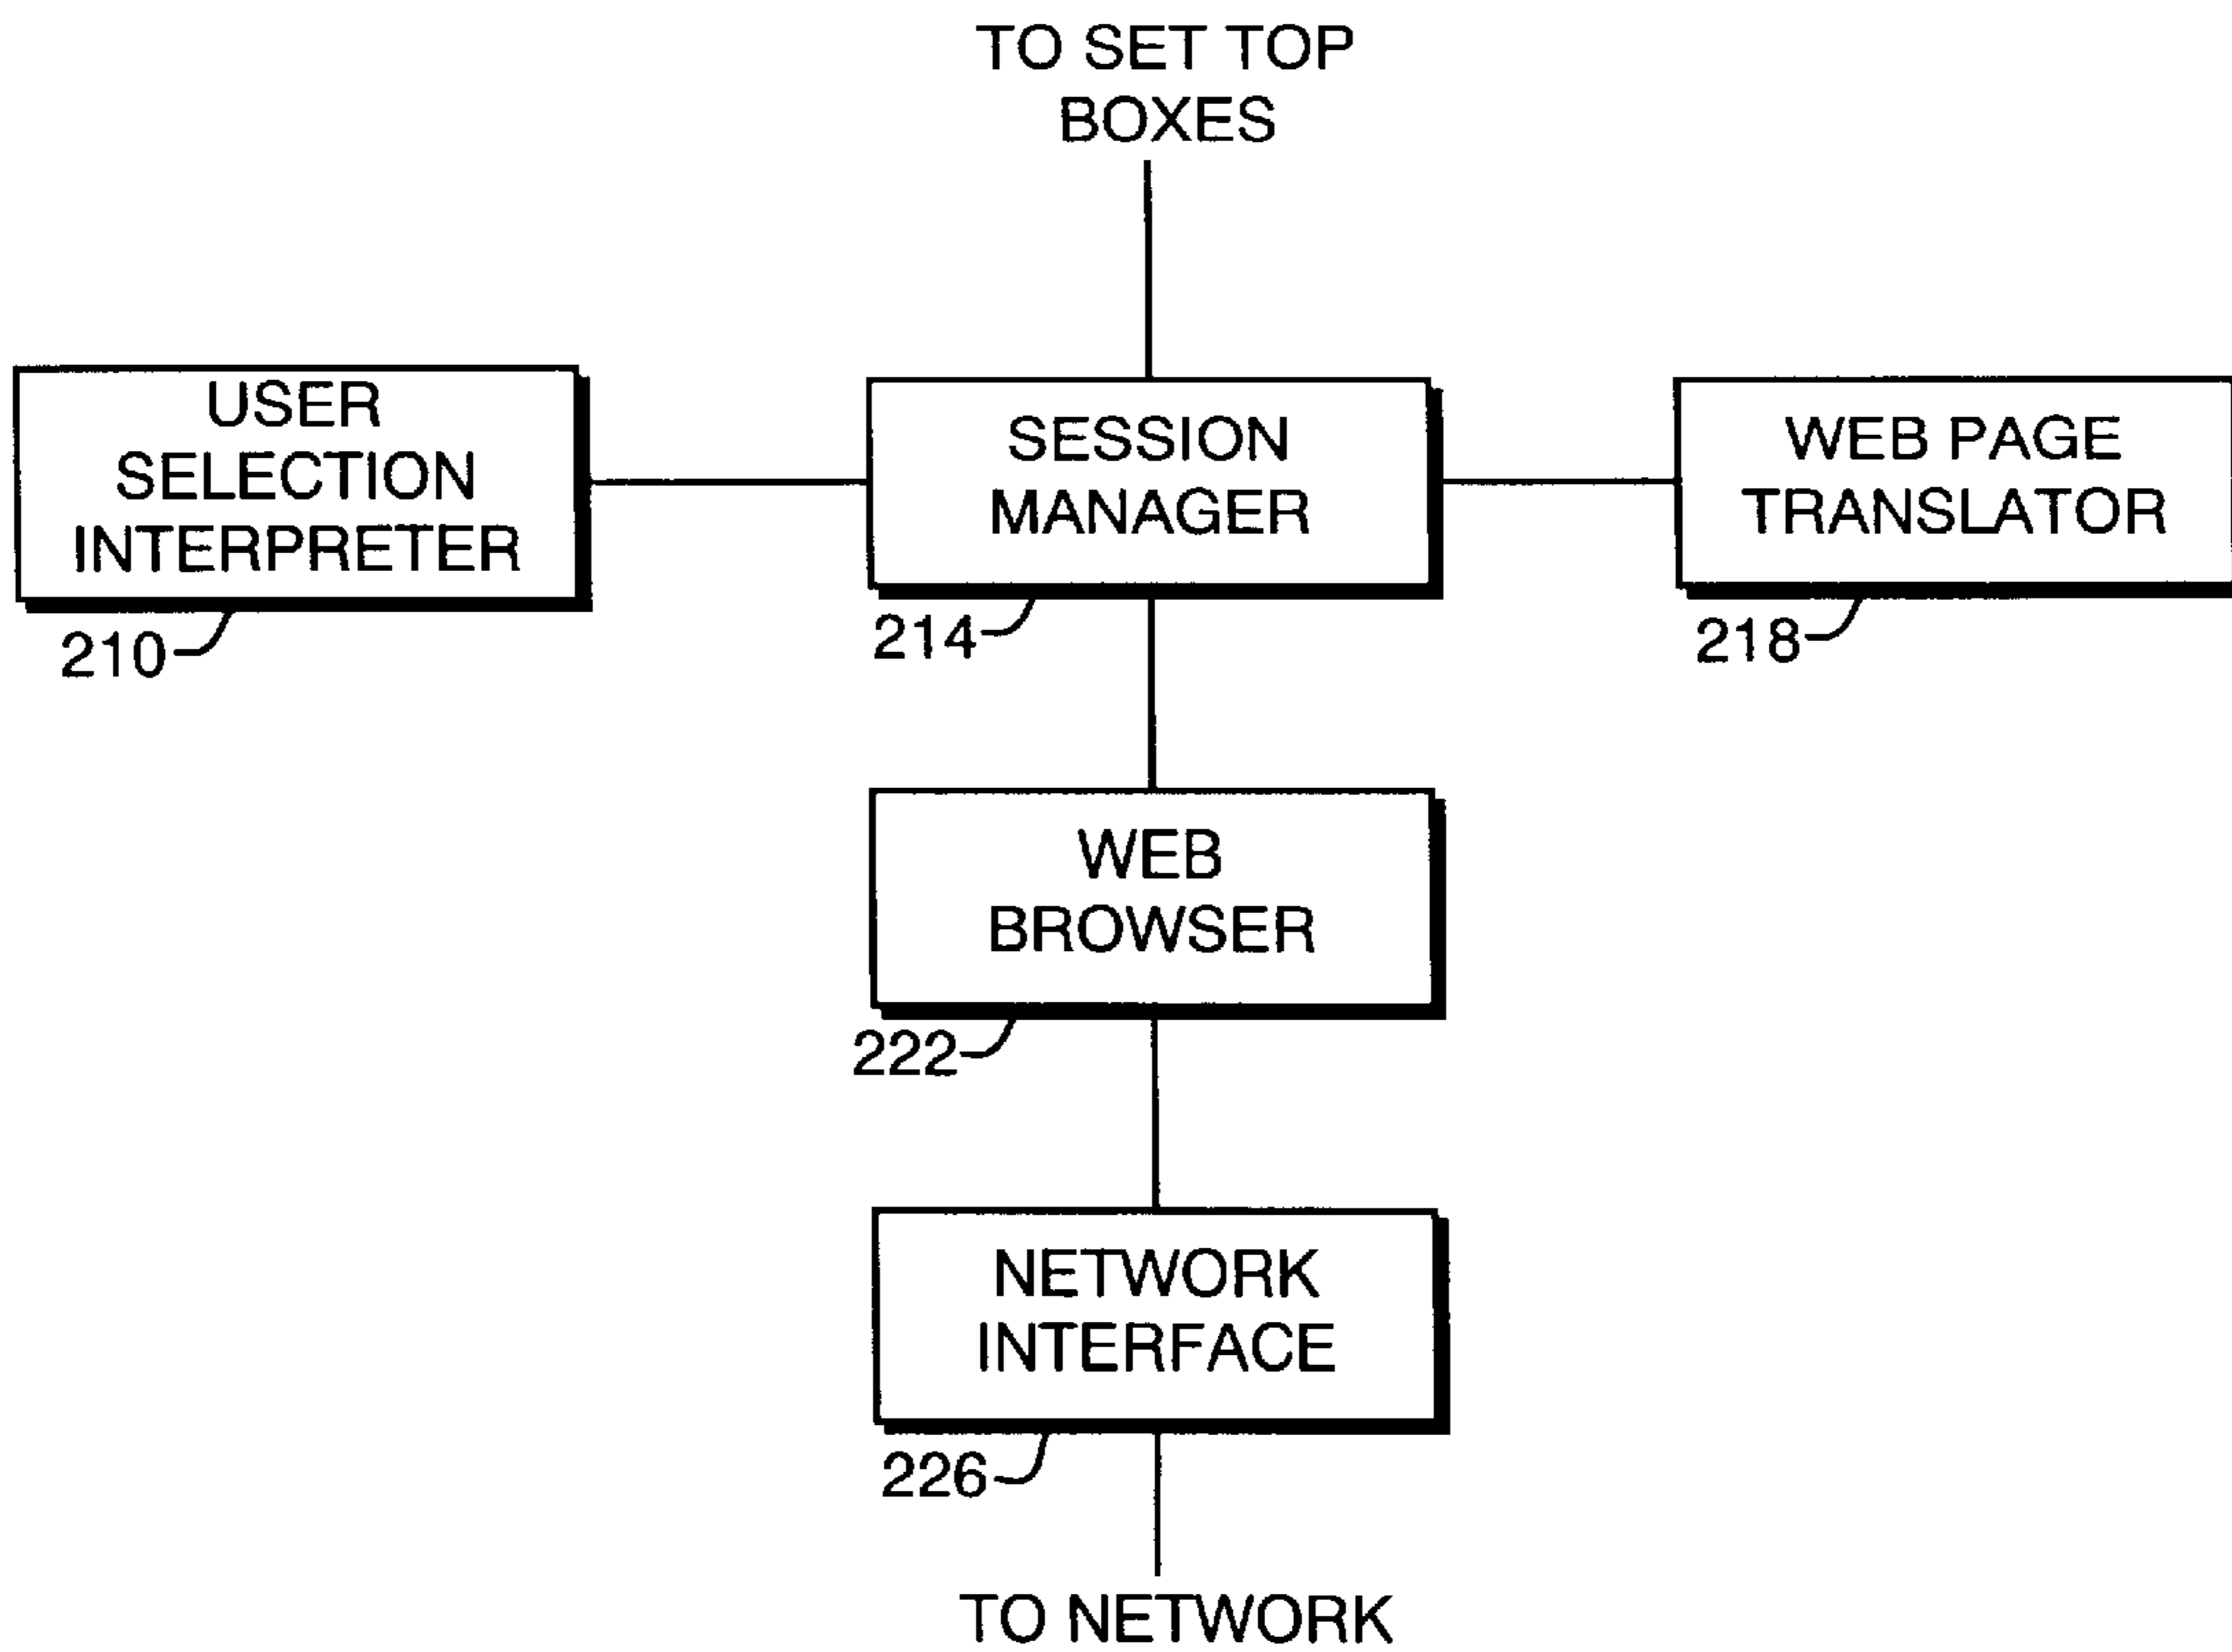 TO SET TOP
BOXES
USER
SELECTION
INTERPRETER
210
SESSION
MANAGER
214
WEB PAGE
TRANSLATOR
218
WEB
BROWSER
222
NETWORK
INTERFACE
226
TO NETWORK